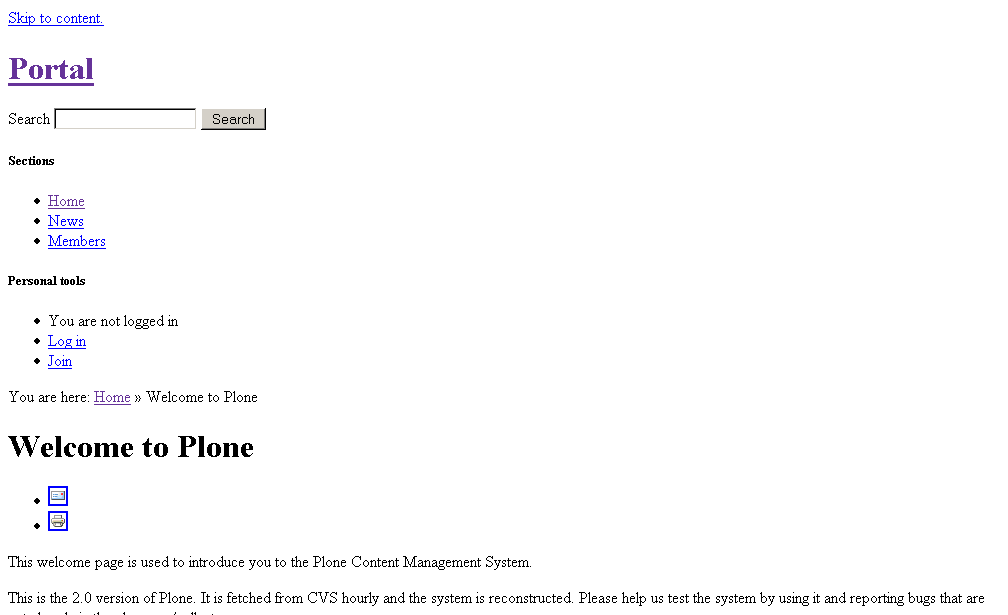 Skip to content.
Portal
Search Search
Sections
Home
News
Members
Personal tools
You are not logged in
Log in
Join
You are here: Home » Welcome to Plone
Welcome to Plone
This welcome page is used to introduce you to the Plone Content Management System.
This is the 2.0 version of Plone. It is fetched from CVS hourly and the system is reconstructed. Please help us test the system by using it and reporting bugs that are